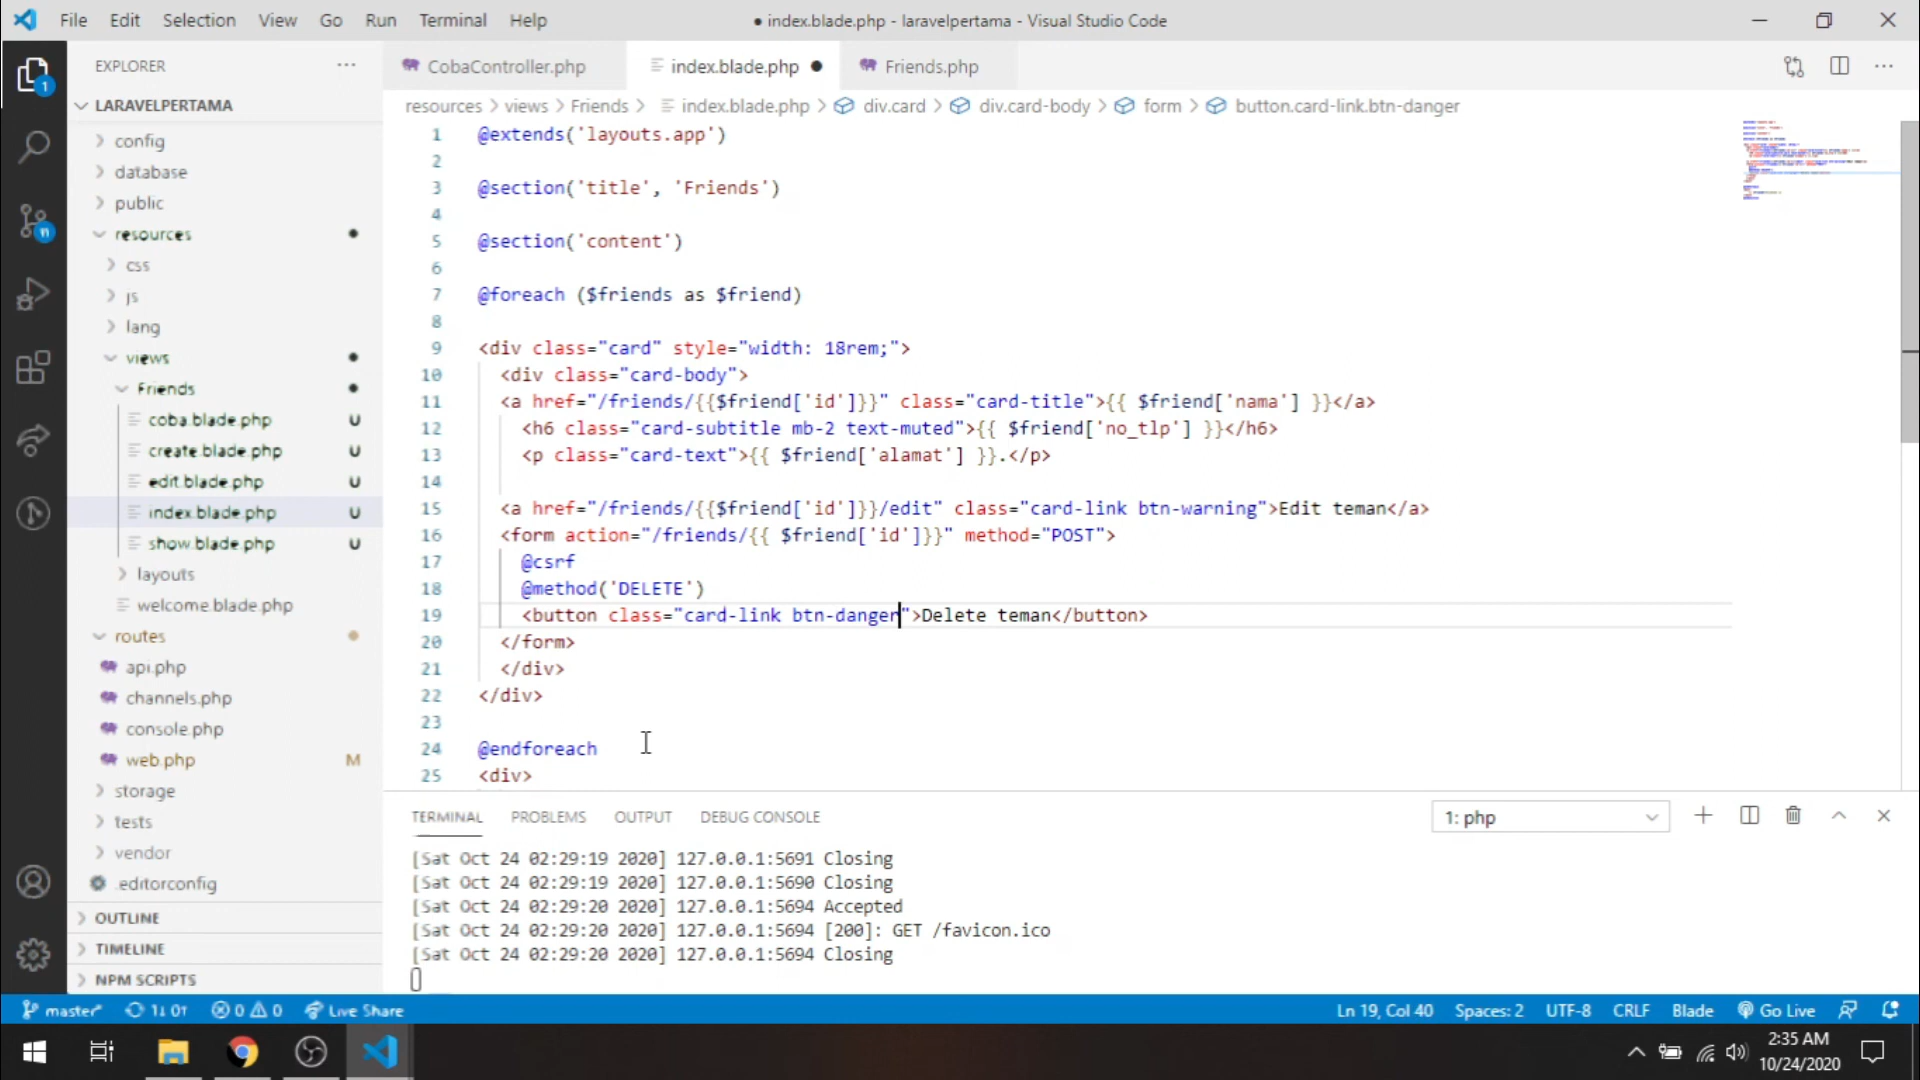 File Edit Selection View Go Run Terminal Help
● index.blade.php - laravelpertama - Visual Studio Code
EXPLORER
CobaController.php
index.blade.php
Friends.php
LARAVELPERTAMA
resources > views > Friends > index.blade.php > div.card > div.card-body > form > button.card-link.btn-danger
config
database
public
resources
css
js
lang
views
Friends
coba.blade.php U
create.blade.php U
edit.blade.php U
index.blade.php U
show.blade.php U
layouts
welcome.blade.php
routes
api.php
channels.php
console.php
web.php M
storage
tests
vendor
.editorconfig
OUTLINE
TIMELINE
NPM SCRIPTS
1 @extends('layouts.app')
2
3 @section('title', 'Friends')
4
5 @section('content')
6
7 @foreach ($friends as $friend)
8
9 <div class="card" style="width: 18rem;">
10 <div class="card-body">
11 <a href="/friends/{{$friend['id']}}" class="card-title">{{ $friend['nama'] }}</a>
12 <h6 class="card-subtitle mb-2 text-muted">{{ $friend['no_tlp'] }}</h6>
13 <p class="card-text">{{ $friend['alamat'] }}.</p>
14
15 <a href="/friends/{{$friend['id']}}/edit" class="card-link btn-warning">Edit teman</a>
16 <form action="/friends/{{ $friend['id']}}" method="POST">
17 @csrf
18 @method('DELETE')
19 <button class="card-link btn-danger">Delete teman</button>
20 </form>
21 </div>
22 </div>
23
24 @endforeach
25 <div>
TERMINAL PROBLEMS OUTPUT DEBUG CONSOLE
1: php
[Sat Oct 24 02:29:19 2020] 127.0.0.1:5691 Closing
[Sat Oct 24 02:29:19 2020] 127.0.0.1:5690 Closing
[Sat Oct 24 02:29:20 2020] 127.0.0.1:5694 Accepted
[Sat Oct 24 02:29:20 2020] 127.0.0.1:5694 [200]: GET /favicon.ico
[Sat Oct 24 02:29:20 2020] 127.0.0.1:5694 Closing
master* 1↓ 0↑ 0 0 Live Share
Ln 19, Col 40 Spaces: 2 UTF-8 CRLF Blade Go Live
2:35 AM
10/24/2020